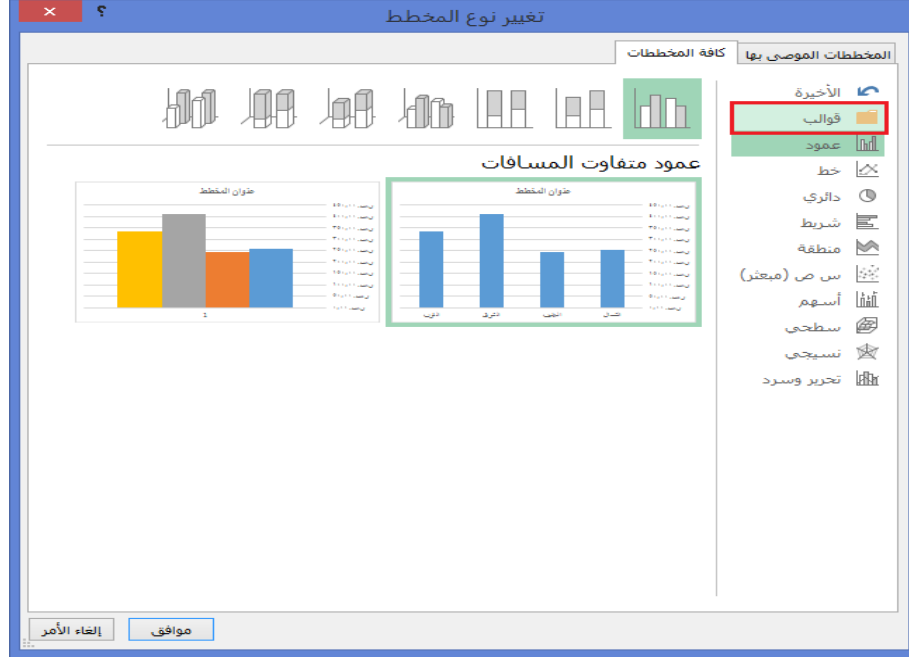 تغيير نوع المخطط
؟
المخططات الموصى بها
كافة المخططات
الأخيرة
قوالب
عمود
خط
دائري
شريط
منطقة
س ص (مبعثر)
أسهم
سطحي
نسيجي
تحرير وسرد
عمود متفاوت المسافات
عنوان المخطط
عنوان المخطط
1
موافق
إلغاء الأمر